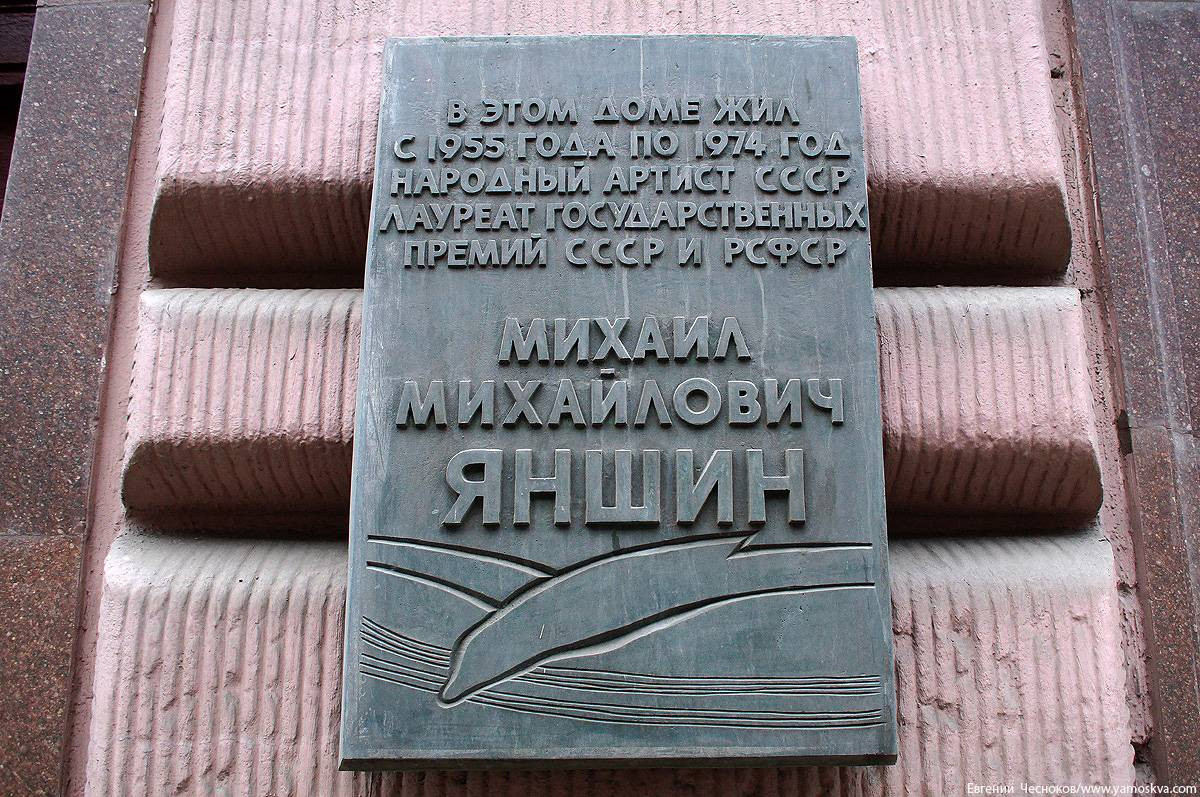 В ЭТОМ ДОМЕ ЖИЛ
С 1955 ГОДА ПО 1974 ГОД
НАРОДНЫЙ АРТИСТ СССР
ЛАУРЕАТ ГОСУДАРСТВЕННЫХ
ПРЕМИЙ СССР И РСФСР
МИХАИЛ
МИХАЙЛОВИЧ
ЯНШИН
Евгений Чесноков/www.yamoskva.com